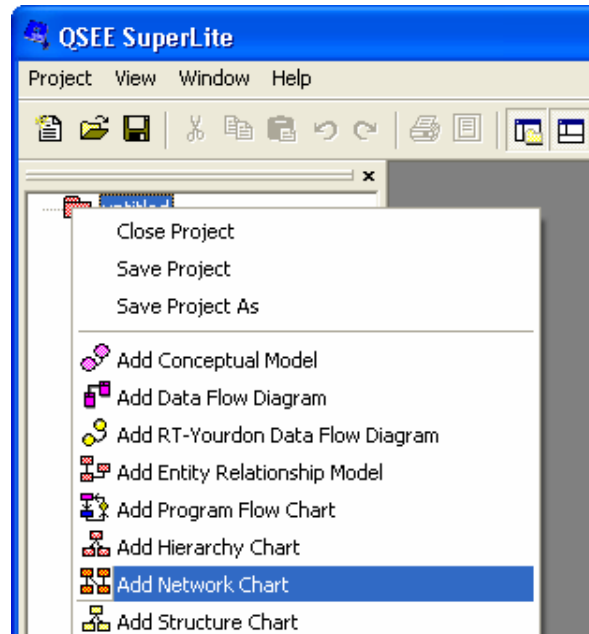 QSEE SuperLite
Project View Window Help
untitled
Close Project
Save Project
Save Project As
Add Conceptual Model
Add Data Flow Diagram
Add RT-Yourdon Data Flow Diagram
Add Entity Relationship Model
Add Program Flow Chart
Add Hierarchy Chart
Add Network Chart
Add Structure Chart